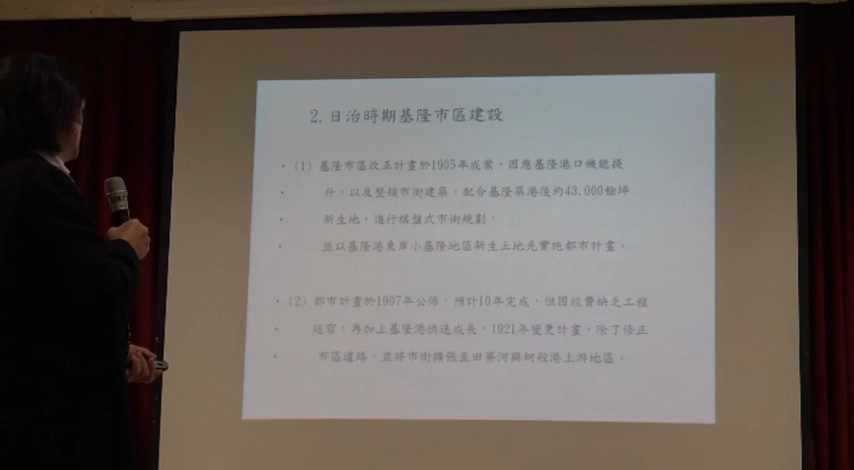 2.日治時期基隆市區建設
(1) 基隆市區改正計畫於1905年成案，因應基隆港口機能提
升，以及整頓市街建築，配合基隆築港後約43,000餘坪
新生地，進行棋盤式市街規劃。
並以基隆港東岸小基隆地區新生土地先實施都市計畫。
(2) 都市計畫於1907年公佈，預計10年完成，但因經費缺乏工程
延宕，再加上基隆港快速成長，1921年變更計畫，除了修正
市區道路，並將市街擴張至田寮河與蚵殼港上游地區。